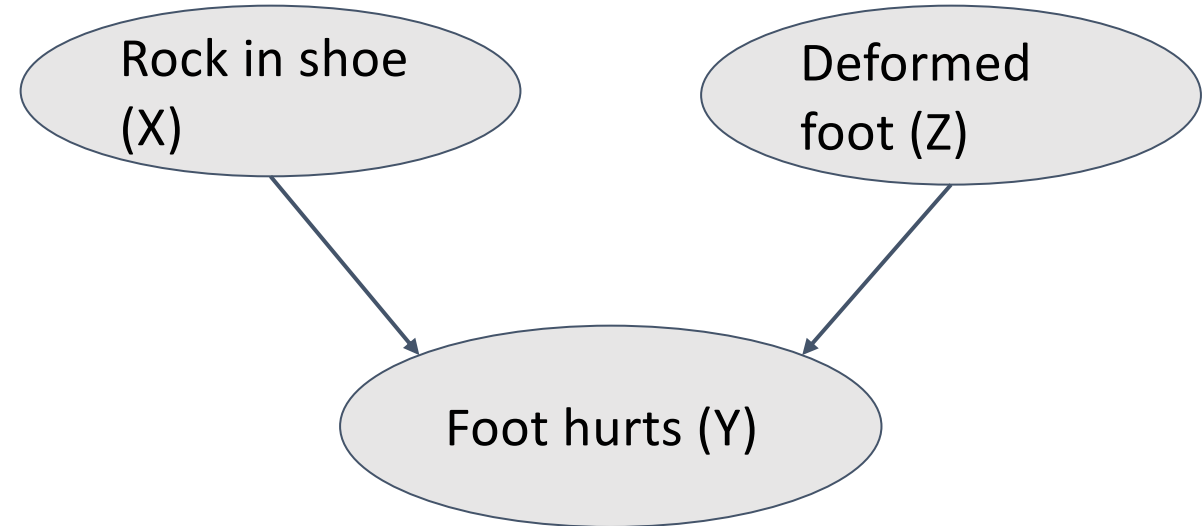 Rock in shoe
(X)
Deformed
foot (Z)
Foot hurts (Y)